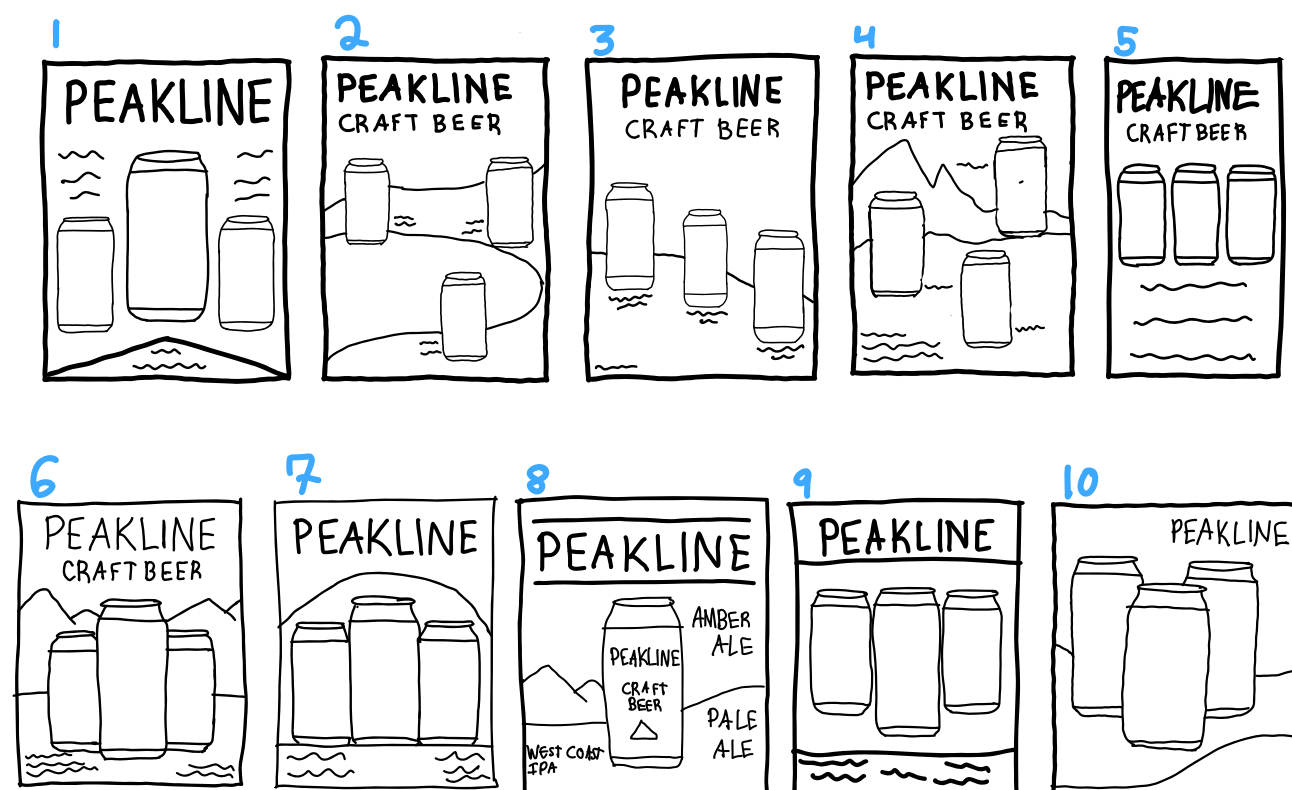 1
PEAKLINE
2
PEAKLINE
CRAFT BEER
3
PEAKLINE
CRAFT BEER
4
PEAKLINE
CRAFT BEER
5
PEAKLINE
CRAFT BEER
6
PEAKLINE
CRAFT BEER
7
PEAKLINE
8
PEAKLINE
AMBER
ALE
PEAKLINE
CRAFT
BEER
PALE
ALE
WEST COAST
IPA
9
PEAKLINE
10
PEAKLINE